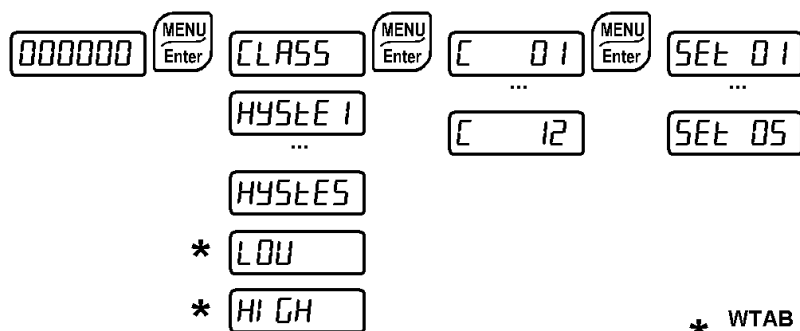 000000 MENU Enter CLASS MENU Enter C 01 MENU Enter SEt 01
... ...
HYStE 1 C 12 SEt 05
...
HYStES
* LOU
* HIGH
* WTAB